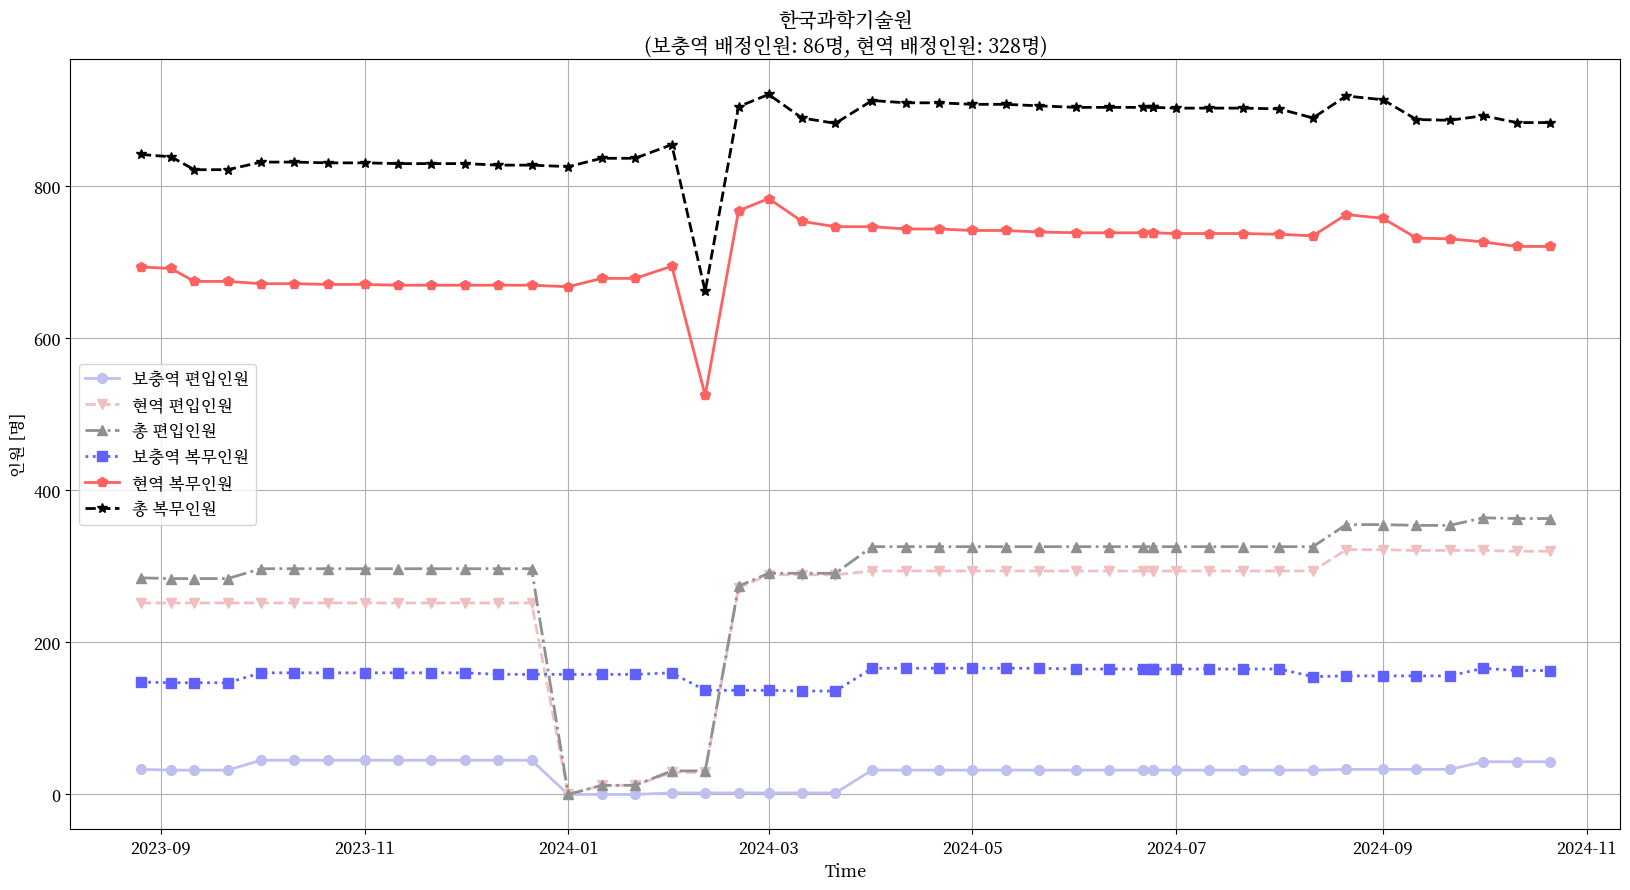 한국과학기술원
(보충역 배정인원: 86명, 현역 배정인원: 328명)
인원 [명]
800
600
400
200
0
보충역 편입인원
현역 편입인원
총 편입인원
보충역 복무인원
현역 복무인원
총 복무인원
2023-09
2023-11
2024-01
2024-03
2024-05
2024-07
2024-09
2024-11
Time